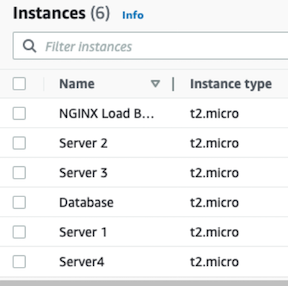 Instances (6) Info
Filter instances
Name Instance type
NGINX Load B... t2.micro
Server 2 t2.micro
Server 3 t2.micro
Database t2.micro
Server 1 t2.micro
Server4 t2.micro